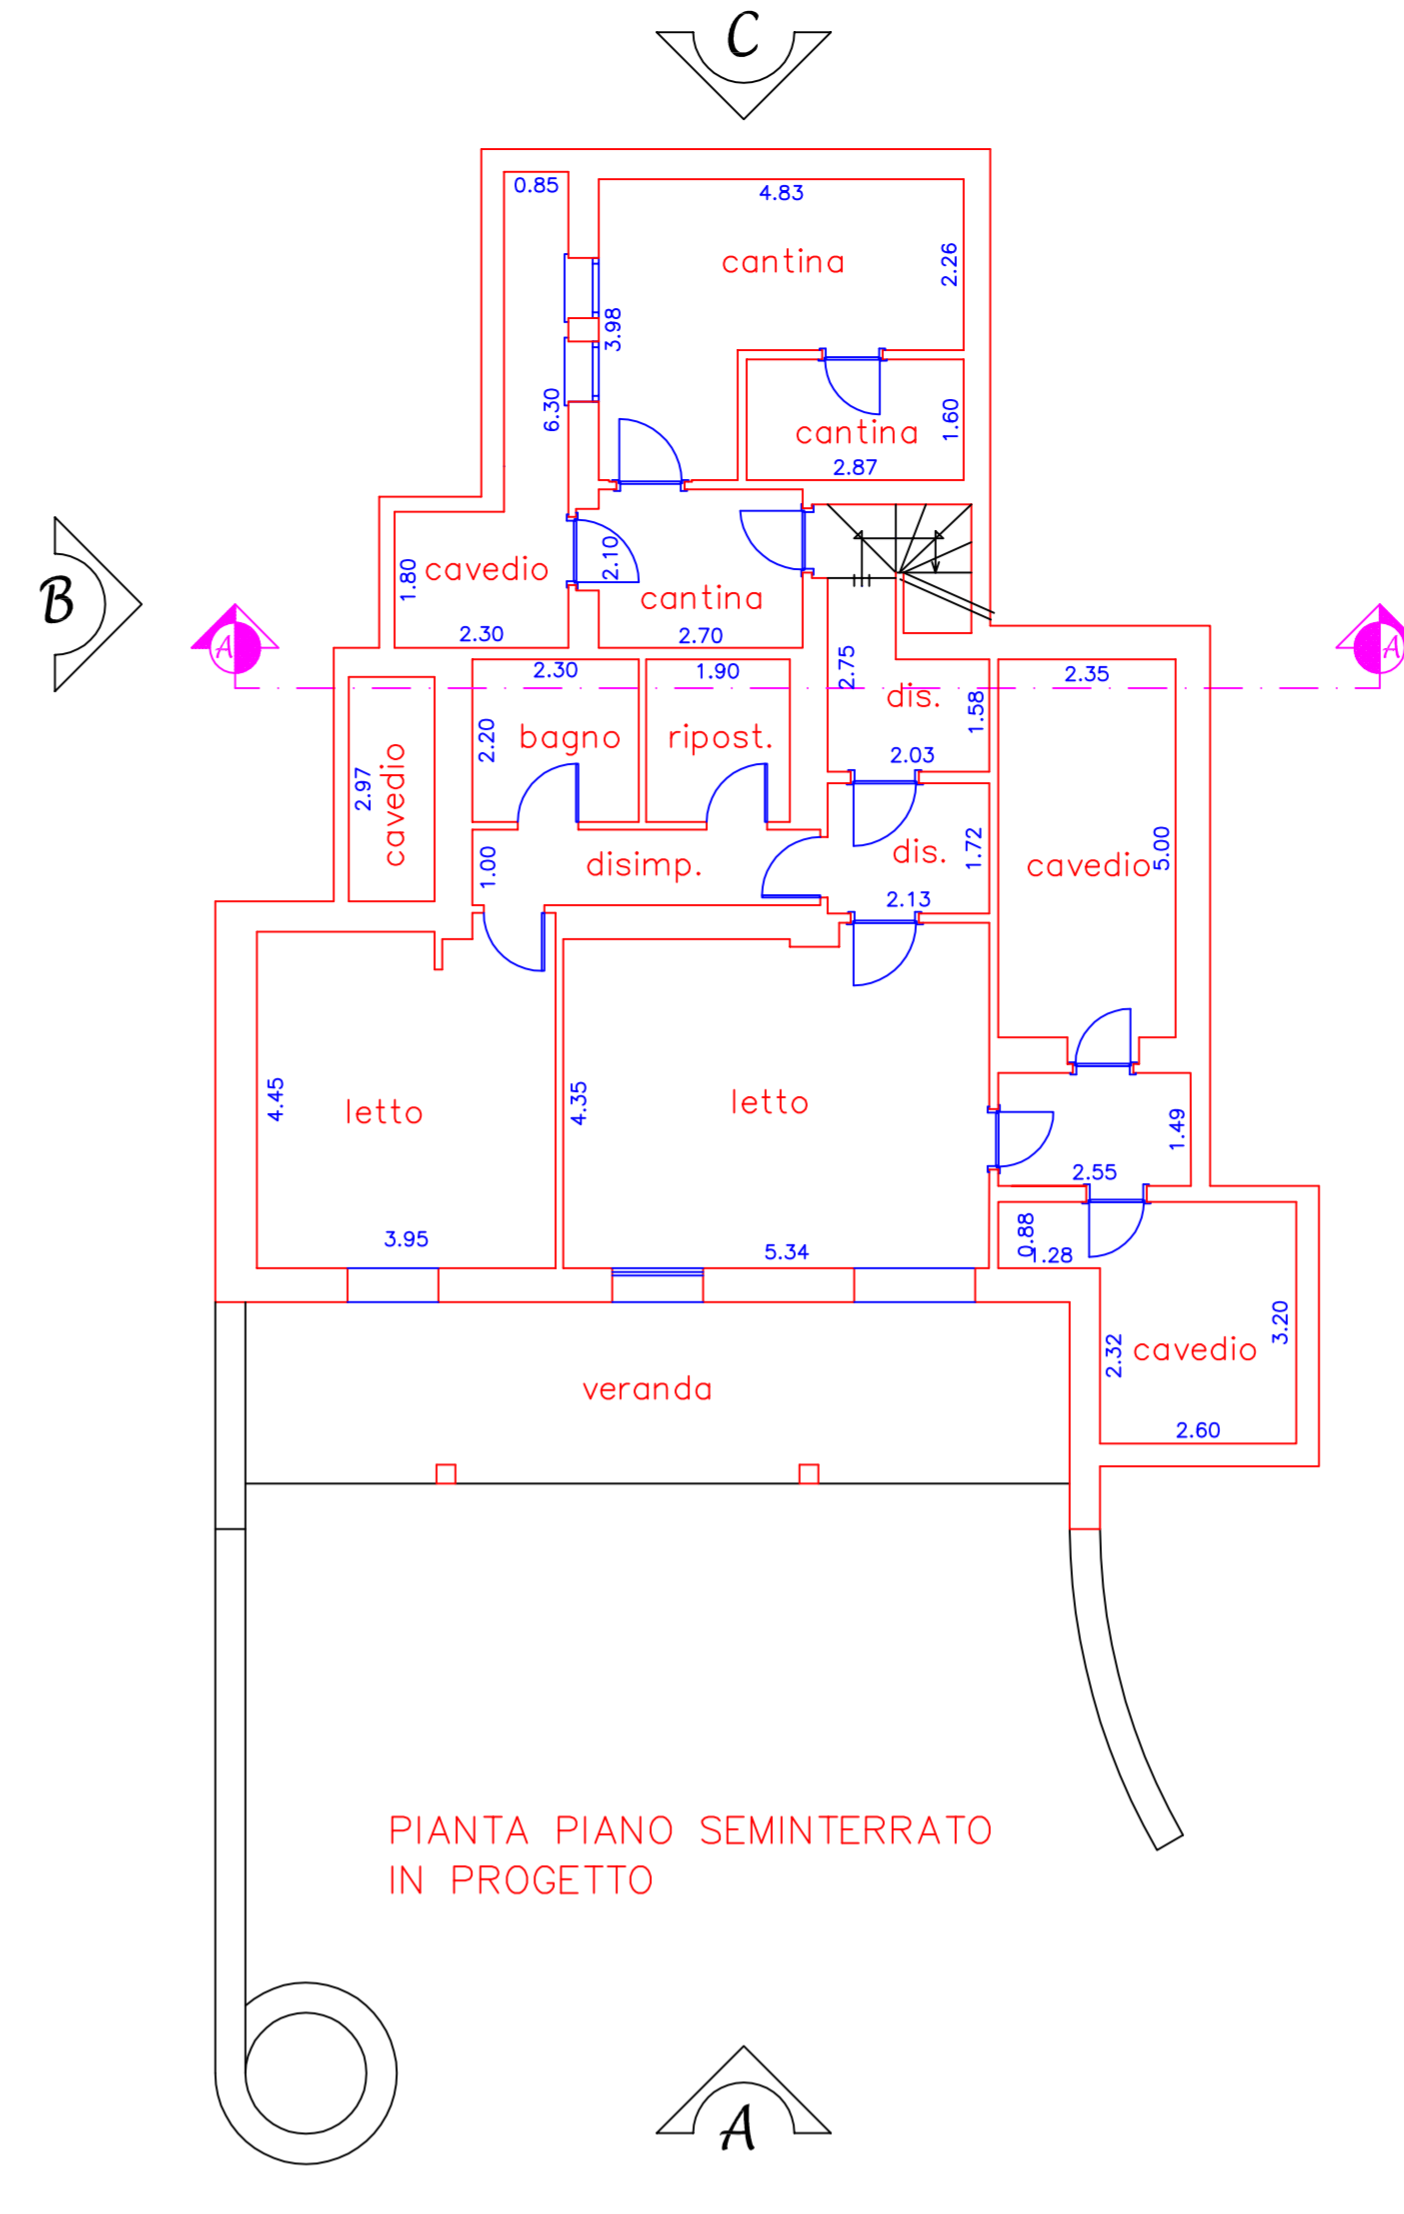 C
0.85
4.83
cantina
2.26
3.98
6.30
cantina
1.60
2.87
B
1.80
cavedio
2.10
cantina
2.30
2.70
A
A
2.30
1.90
2.75
dis.
1.58
2.35
2.20
bagno
ripost.
2.03
2.97
cavedio
1.00
disimp.
dis.
1.72
cavedio
5.00
2.13
4.45
letto
4.35
letto
1.49
2.55
3.95
5.34
0.88
1.28
veranda
2.32
cavedio
3.20
2.60
PIANTA PIANO SEMINTERRATO
IN PROGETTO
A